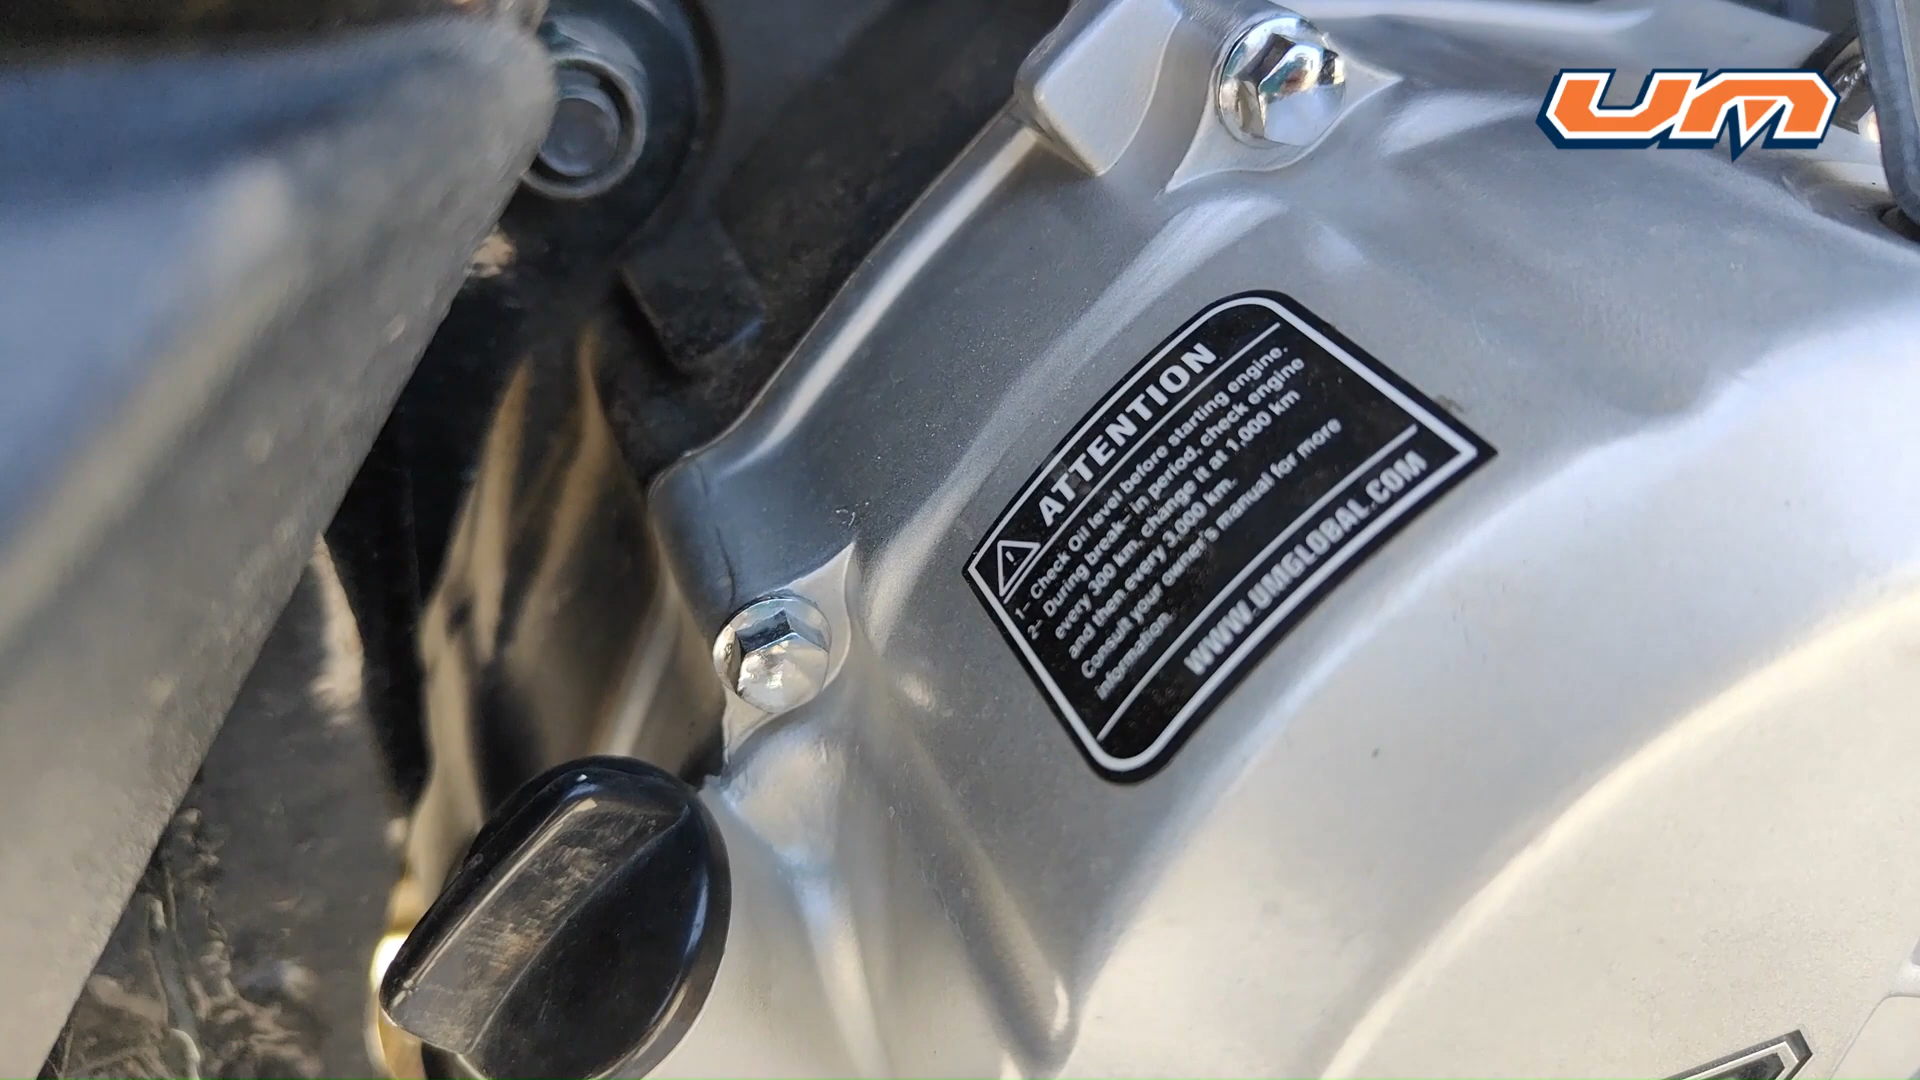 UM
ATTENTION
1- Check Oil level before starting engine.
2- During break- in period, check engine
every 300 km, change it at 1,000 km
and then every 3,000 km.
Consult your owner's manual for more
information.
WWW.UMGLOBAL.COM